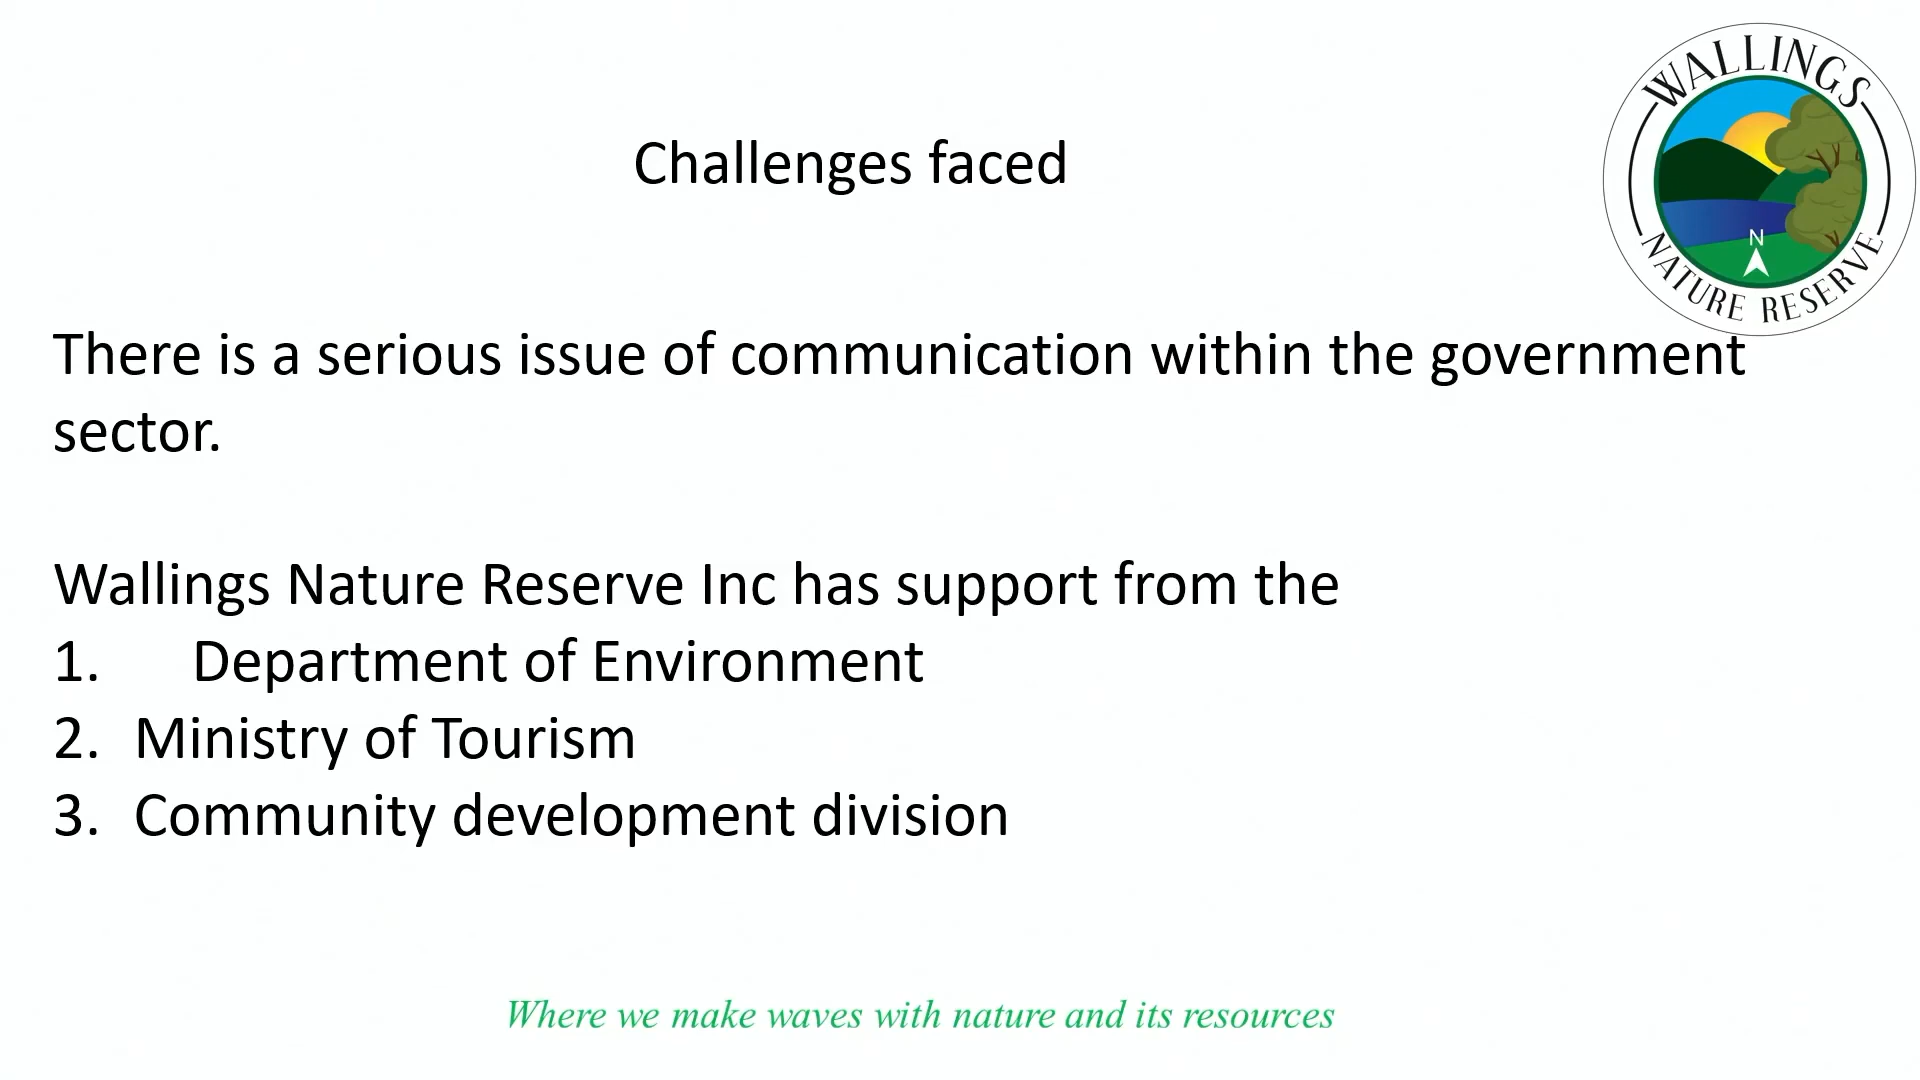 WALLINGS
NATURE RESERVE
N
Challenges faced
There is a serious issue of communication within the government
sector.
Wallings Nature Reserve Inc has support from the
1. Department of Environment
2. Ministry of Tourism
3. Community development division
Where we make waves with nature and its resources